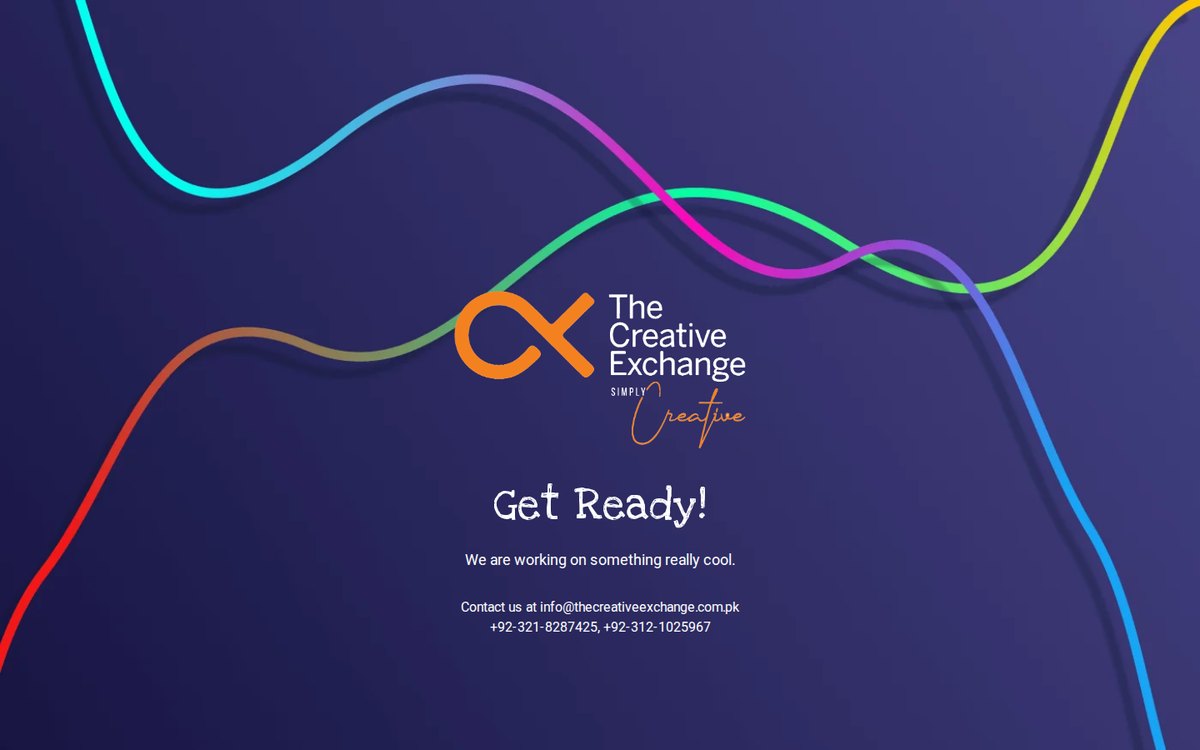 The
Creative
Exchange
SIMPLY
Creative
Get Ready!
We are working on something really cool.
Contact us at info@thecreativeexchange.com.pk
+92-321-8287425, +92-312-1025967